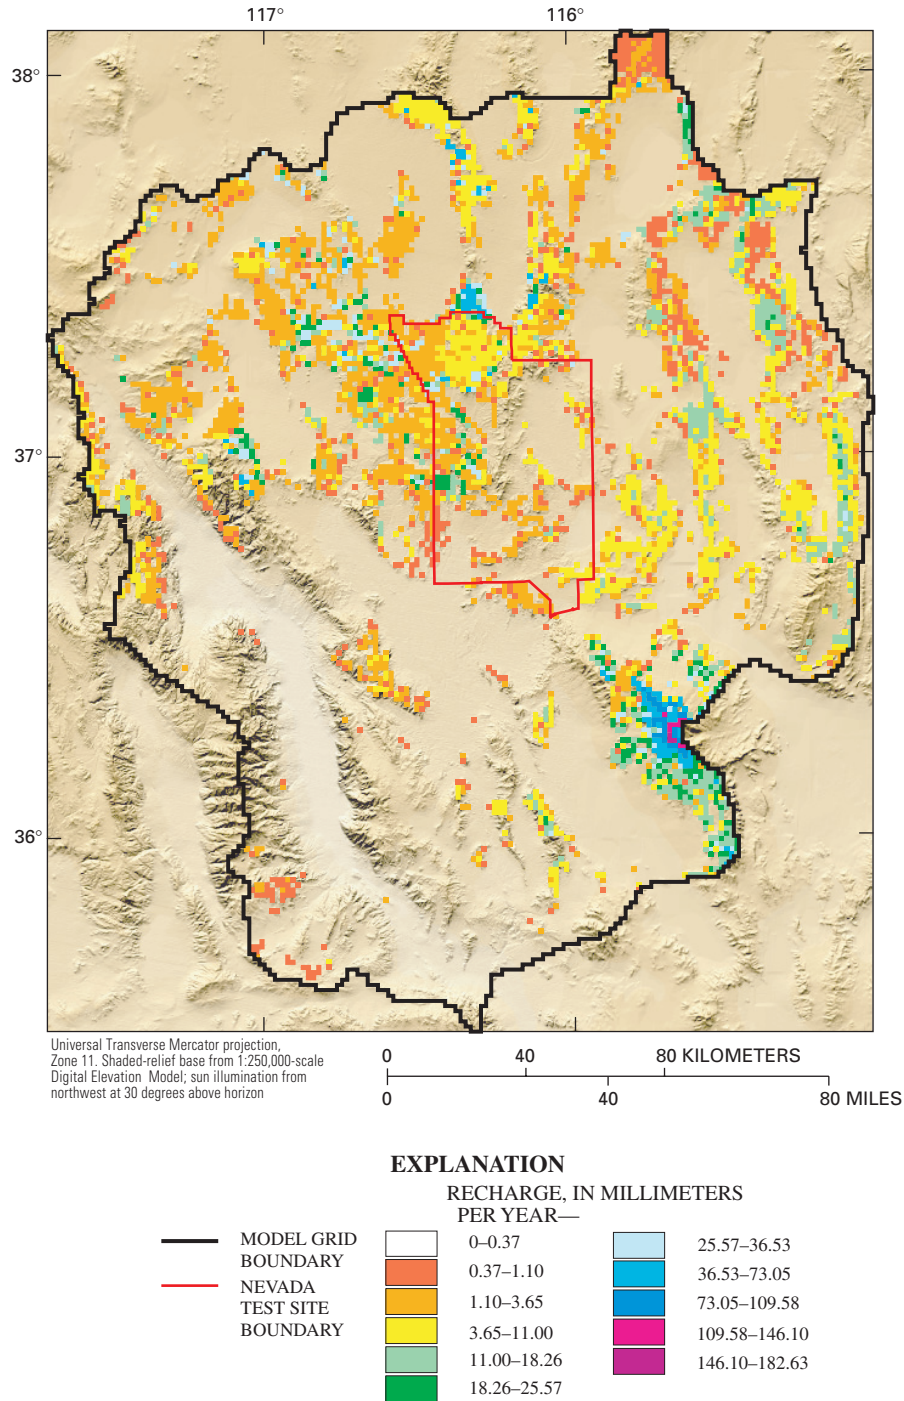 117°
116°
38°
37°
36°
Universal Transverse Mercator projection,
Zone 11. Shaded-relief base from 1:250,000-scale
Digital Elevation Model; sun illumination from
northwest at 30 degrees above horizon
0 40 80 KILOMETERS
0 40 80 MILES
EXPLANATION
RECHARGE, IN MILLIMETERS
PER YEAR—
MODEL GRID
BOUNDARY
NEVADA
TEST SITE
BOUNDARY
0–0.37
0.37–1.10
1.10–3.65
3.65–11.00
11.00–18.26
18.26–25.57
25.57–36.53
36.53–73.05
73.05–109.58
109.58–146.10
146.10–182.63